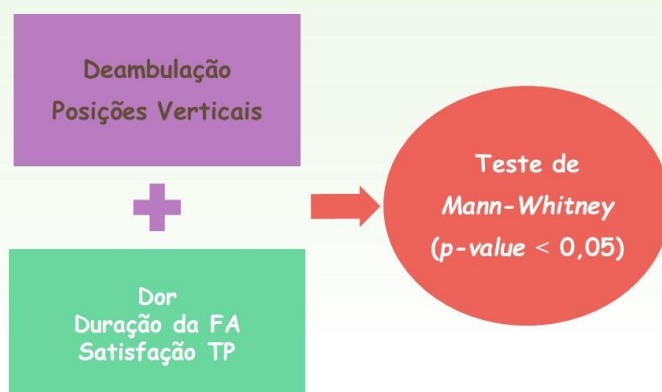 Deambulação
Posições Verticais
Dor
Duração da FA
Satisfação TP
Teste de
Mann-Whitney
(p-value < 0,05)